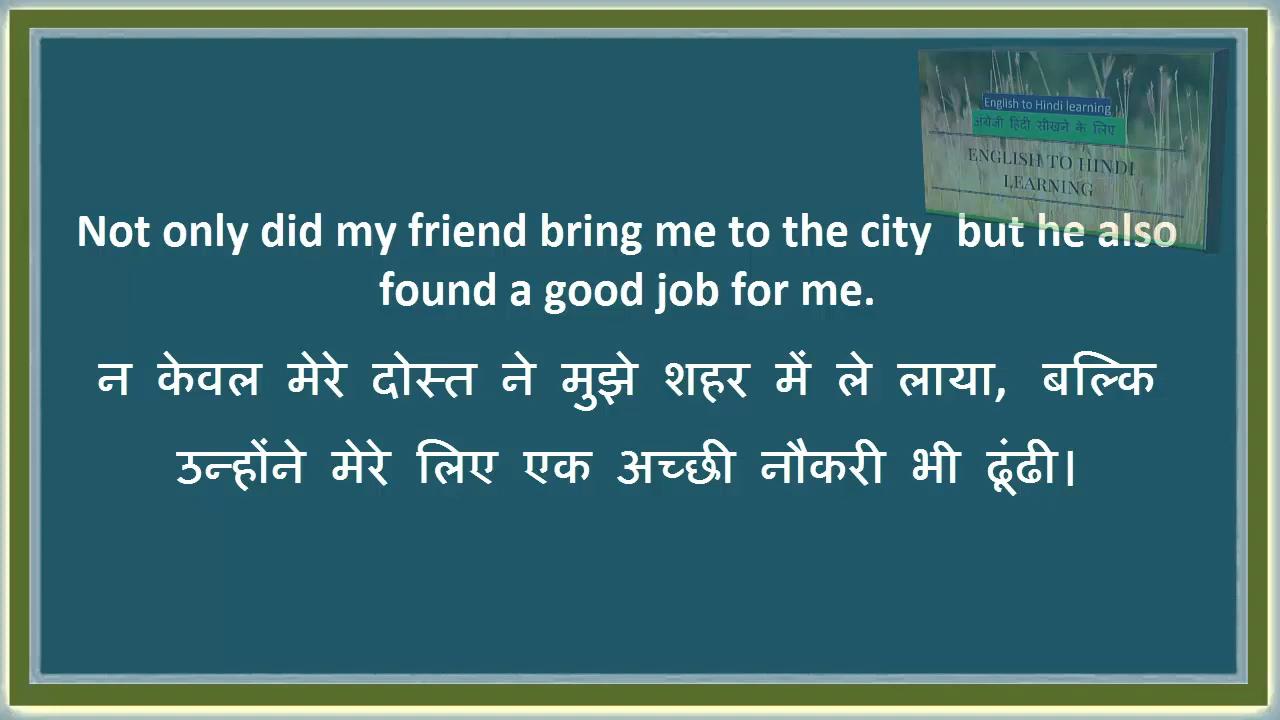 English to Hindi learning
अंग्रेजी हिंदी सीखने के लिए
ENGLISH TO HINDI
LEARNING
Not only did my friend bring me to the city but he also
found a good job for me.
न केवल मेरे दोस्त ने मुझे शहर में ले लाया, बल्कि
उन्होंने मेरे लिए एक अच्छी नौकरी भी ढूंढी।